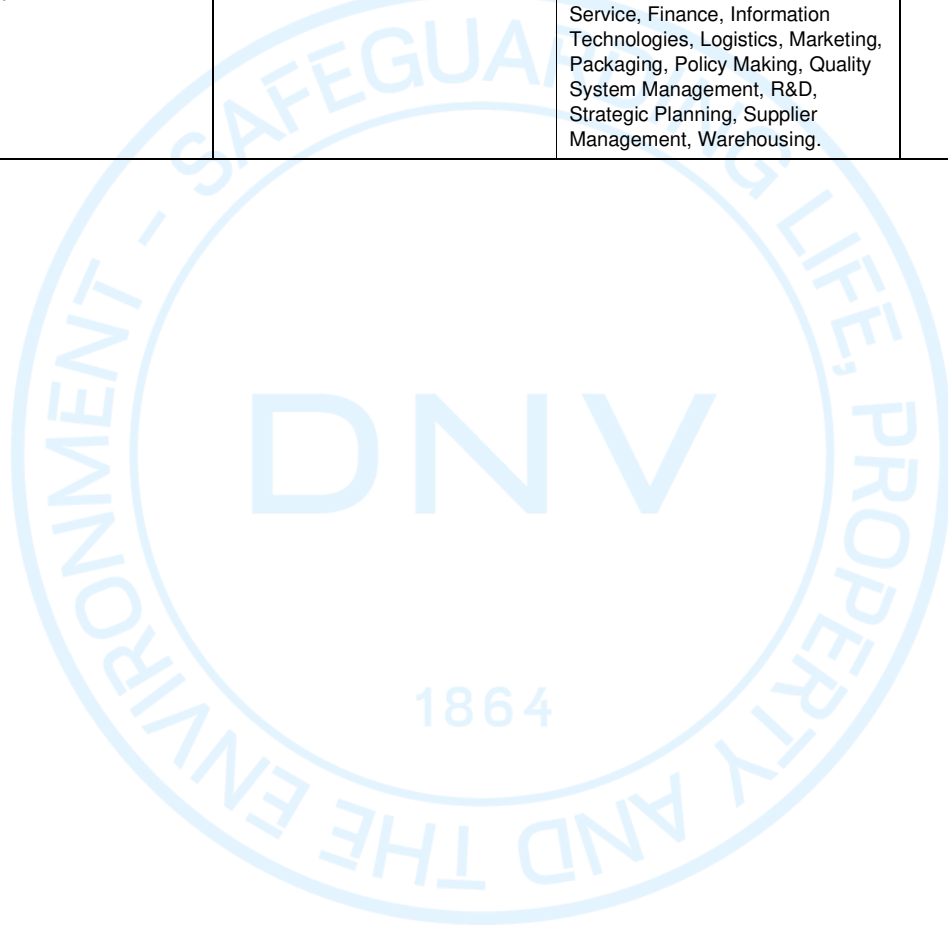 Service, Finance, Information
Technologies, Logistics, Marketing,
Packaging, Policy Making, Quality
System Management, R&D,
Strategic Planning, Supplier
Management, Warehousing.
SAFEGUARDING LIFE, PROPERTY AND THE ENVIRONMENT -
DNV
1864